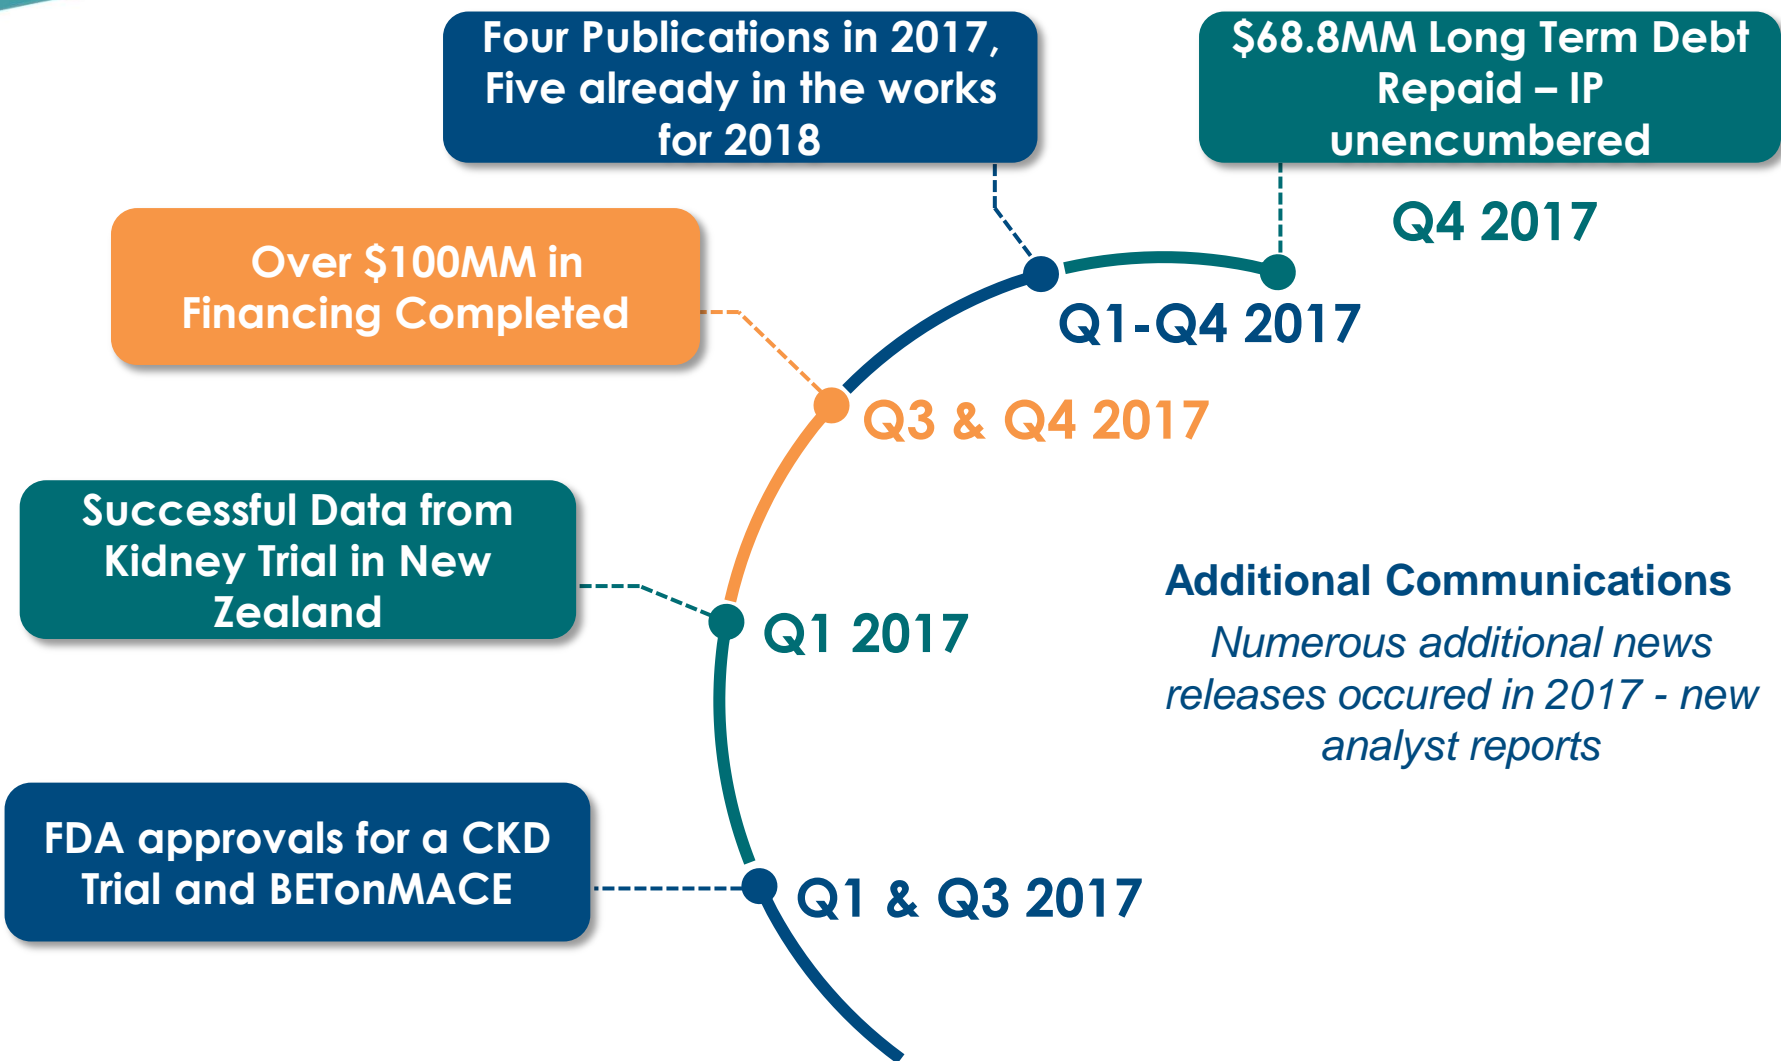 Four Publications in 2017,
Five already in the works
for 2018
$68.8MM Long Term Debt
Repaid – IP
unencumbered
Q4 2017
Over $100MM in
Financing Completed
Q1-Q4 2017
Q3 & Q4 2017
Successful Data from
Kidney Trial in New
Zealand
Q1 2017
Additional Communications
Numerous additional news
releases occured in 2017 - new
analyst reports
FDA approvals for a CKD
Trial and BETonMACE
Q1 & Q3 2017